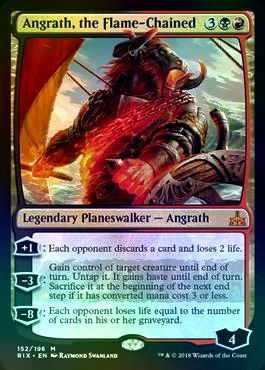 Angrath, the Flame-Chained 3
Legendary Planeswalker — Angrath
+1 : Each opponent discards a card and loses 2 life.
Gain control of target creature until end of
-3 : turn. Untap it. It gains haste until end of turn.
Sacrifice it at the beginning of the next end
step if it has converted mana cost 3 or less.
-8 : Each opponent loses life equal to the number
of cards in his or her graveyard.
4
152/196 M
RIX • EN Raymond Swanland
™ & © 2018 Wizards of the Coast